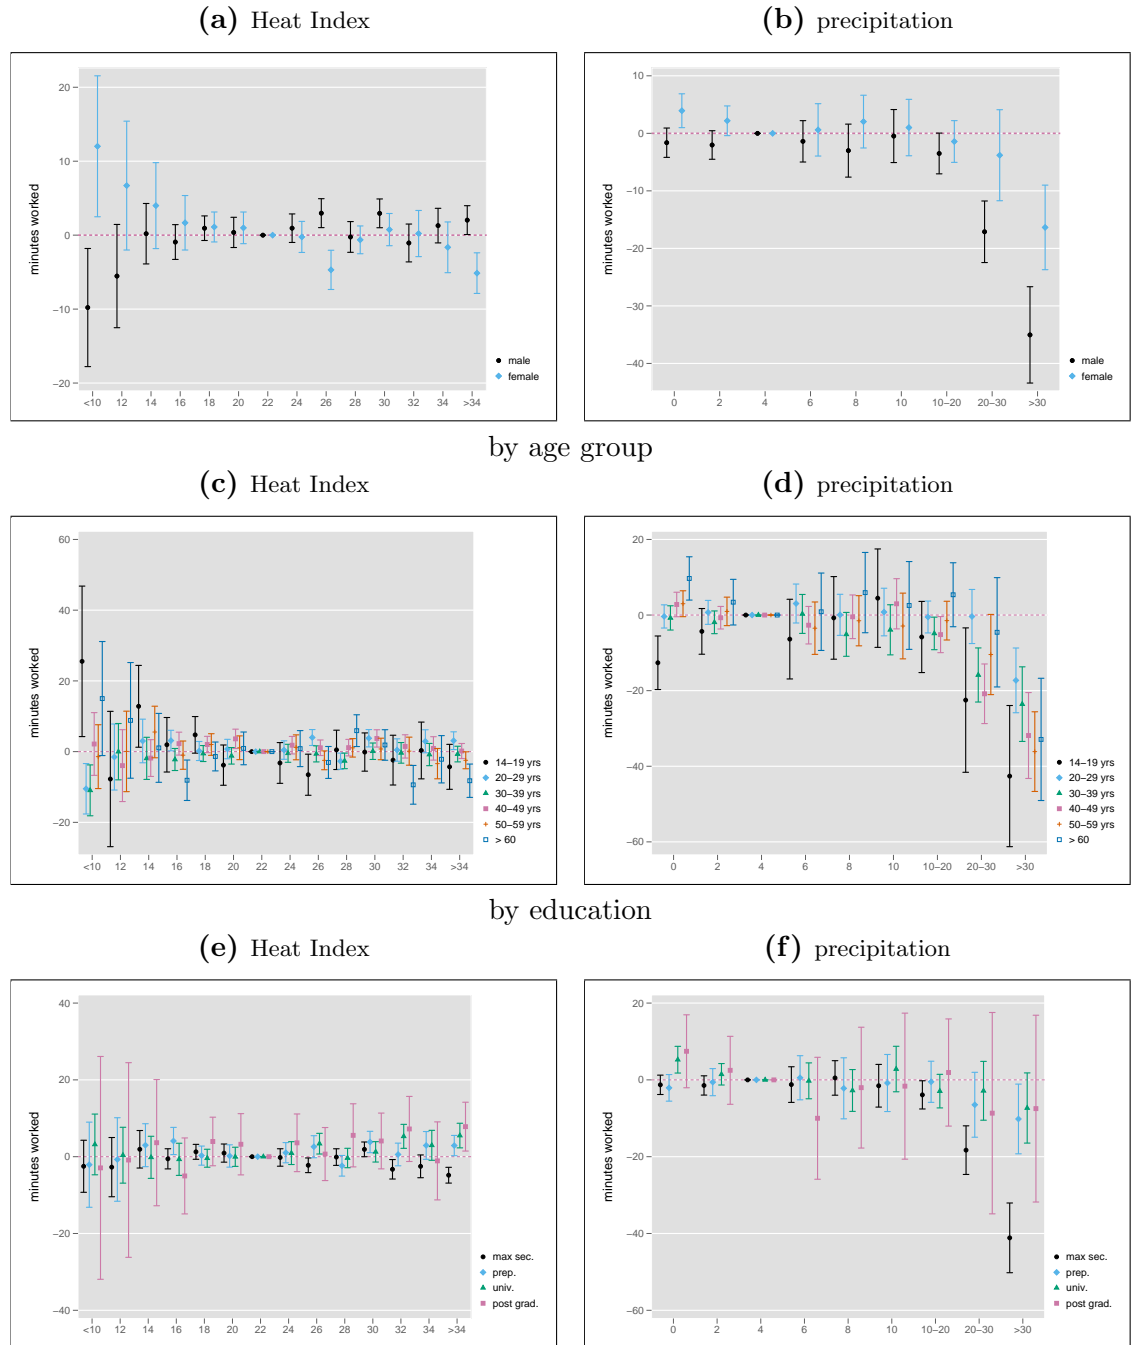 (a) Heat Index
(b) precipitation
minutes worked
20
10
0
−10
−20
<10 12 14 16 18 20 22 24 26 28 30 32 34 >34
male
female
minutes worked
10
0
−10
−20
−30
−40
0 2 4 6 8 10 10−20 20−30 >30
male
female
by age group
(c) Heat Index
(d) precipitation
minutes worked
60
40
20
0
−20
<10 12 14 16 18 20 22 24 26 28 30 32 34 >34
14−19 yrs
20−29 yrs
30−39 yrs
40−49 yrs
50−59 yrs
> 60
minutes worked
20
0
−20
−40
−60
0 2 4 6 8 10 10−20 20−30 >30
14−19 yrs
20−29 yrs
30−39 yrs
40−49 yrs
50−59 yrs
> 60
by education
(e) Heat Index
(f) precipitation
minutes worked
40
20
0
−20
−40
<10 12 14 16 18 20 22 24 26 28 30 32 34 >34
max sec.
prep.
univ.
post grad.
minutes worked
20
0
−20
−40
−60
0 2 4 6 8 10 10−20 20−30 >30
max sec.
prep.
univ.
post grad.